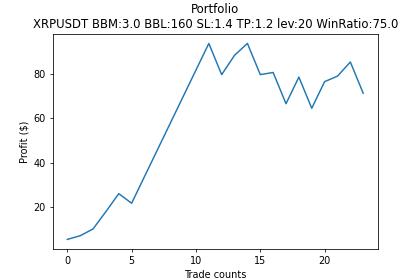 Portfolio
XRPUSDT BBM:3.0 BBL:160 SL:1.4 TP:1.2 lev:20 WinRatio:75.0
80
60
40
20
Profit ($)
0 5 10 15 20
Trade counts